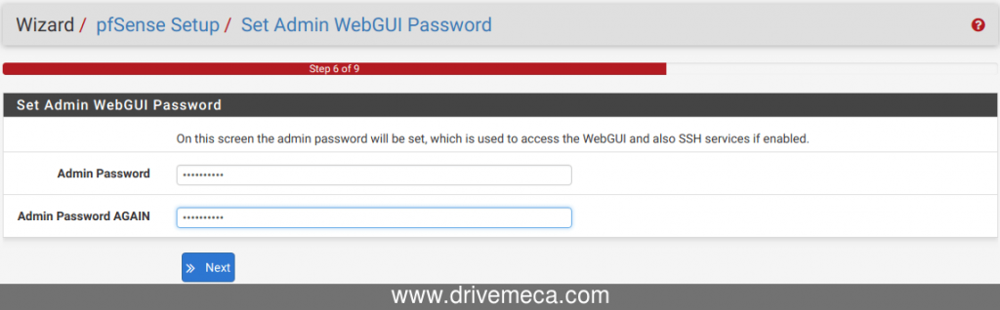 Wizard / pfSense Setup / Set Admin WebGUI Password
Step 6 of 9
Set Admin WebGUI Password
On this screen the admin password will be set, which is used to access the WebGUI and also SSH services if enabled.
Admin Password ••••••••••
Admin Password AGAIN ••••••••••
» Next
www.drivemeca.com